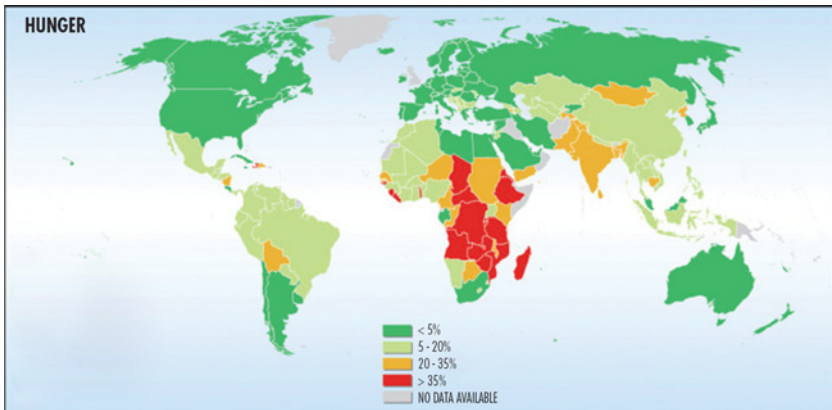 HUNGER
< 5%
5 - 20%
20 - 35%
> 35%
NO DATA AVAILABLE